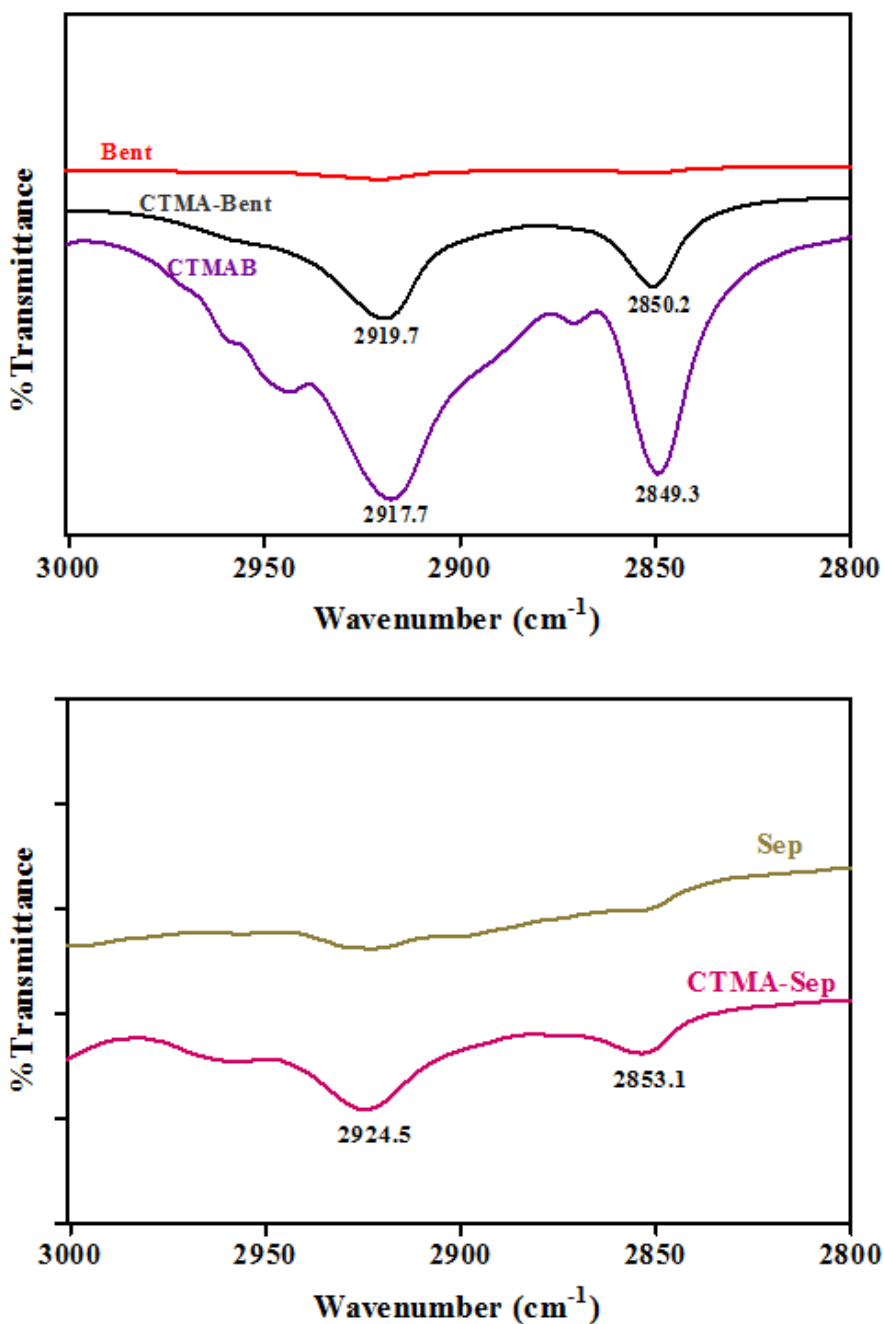 Bent
CTMA-Bent
CTMAB
2919.7
2850.2
2917.7
2849.3
%Transmittance
3000 2950 2900 2850 2800
Wavenumber (cm-1)
Sep
CTMA-Sep
2853.1
2924.5
%Transmittance
3000 2950 2900 2850 2800
Wavenumber (cm-1)